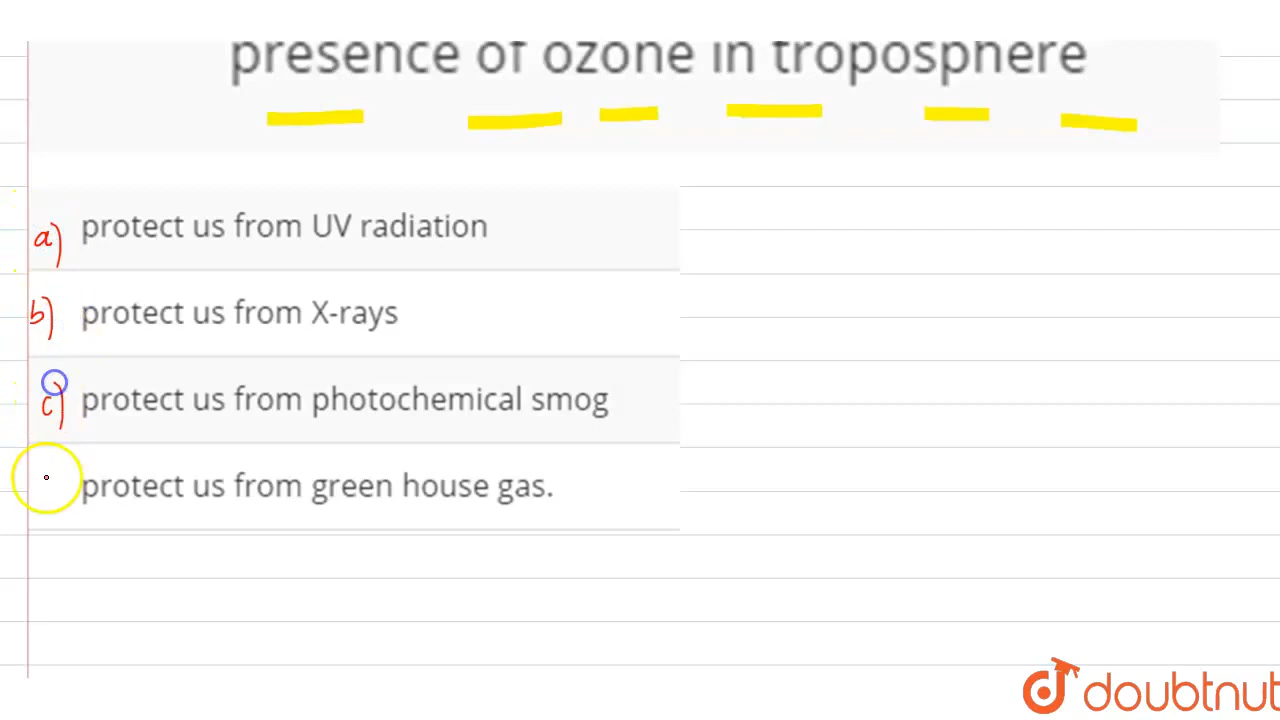 presence of ozone in troposphere
a) protect us from UV radiation
b) protect us from X-rays
c) protect us from photochemical smog
protect us from green house gas.
doubtnut